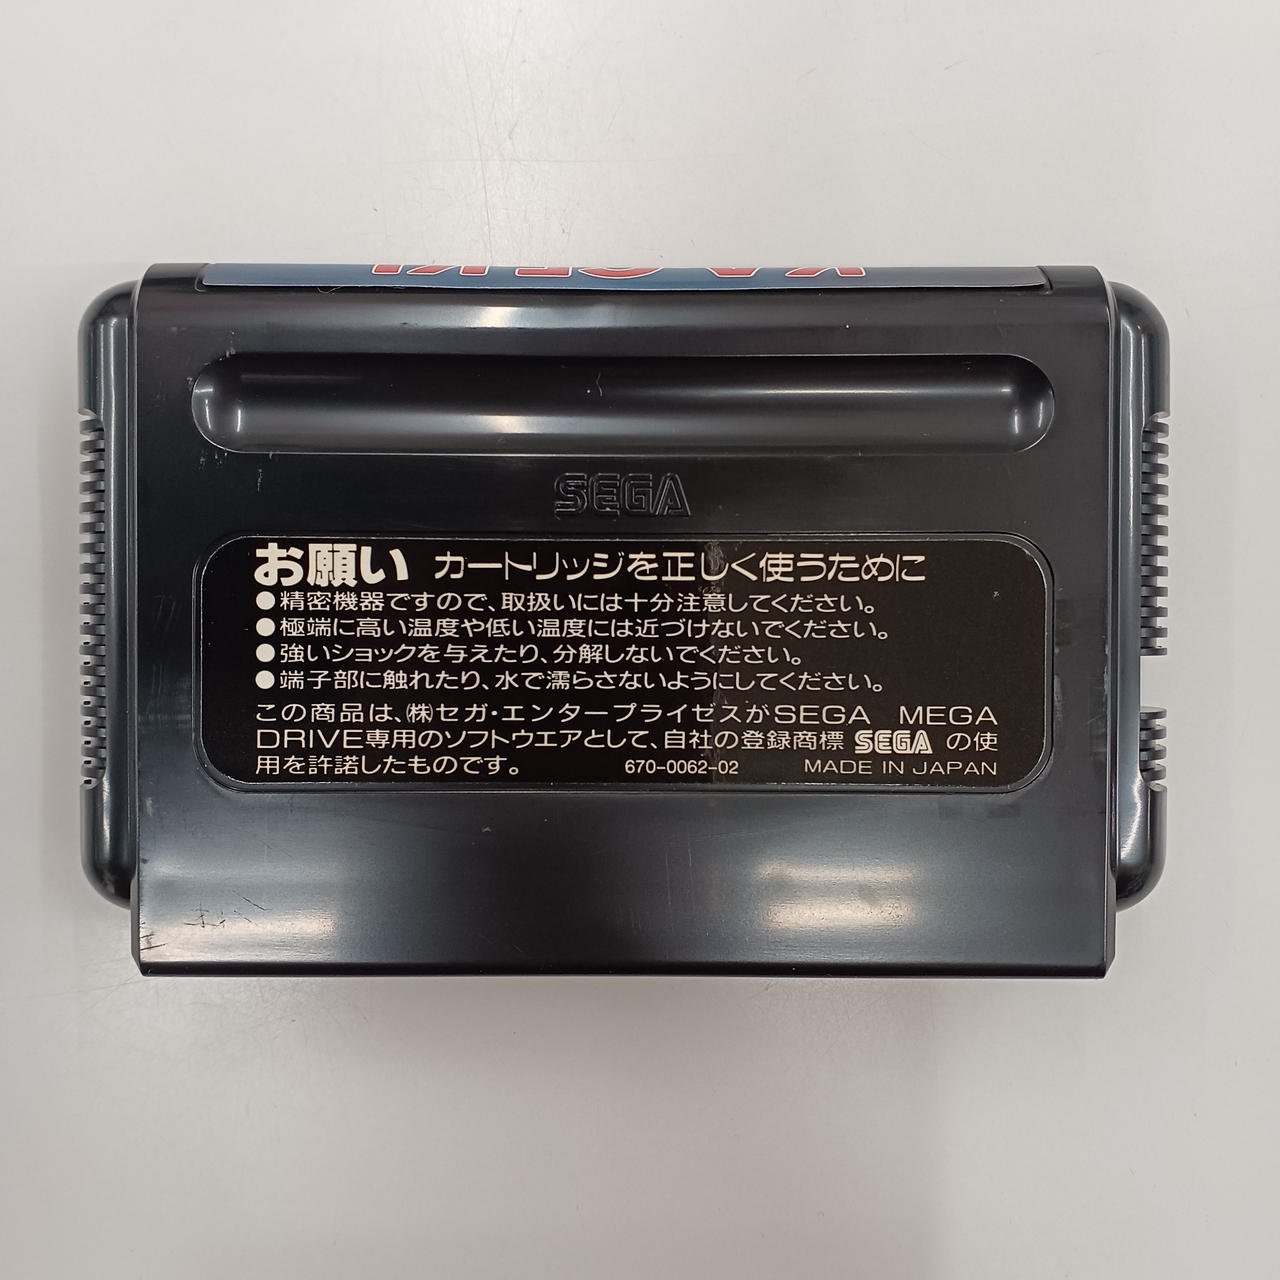 KA GEKI
SEGA
お願い カートリッジを正しく使うために
●精密機器ですので、取扱いには十分注意してください。
●極端に高い温度や低い温度には近づけないでください。
●強いショックを与えたり、分解しないでください。
●端子部に触れたり、水で濡らさないようにしてください。
この商品は、㈱セガ・エンタープライゼスがSEGA MEGA
DRIVE専用のソフトウエアとして、自社の登録商標 SEGA の使
用を許諾したものです。 670-0062-02 MADE IN JAPAN